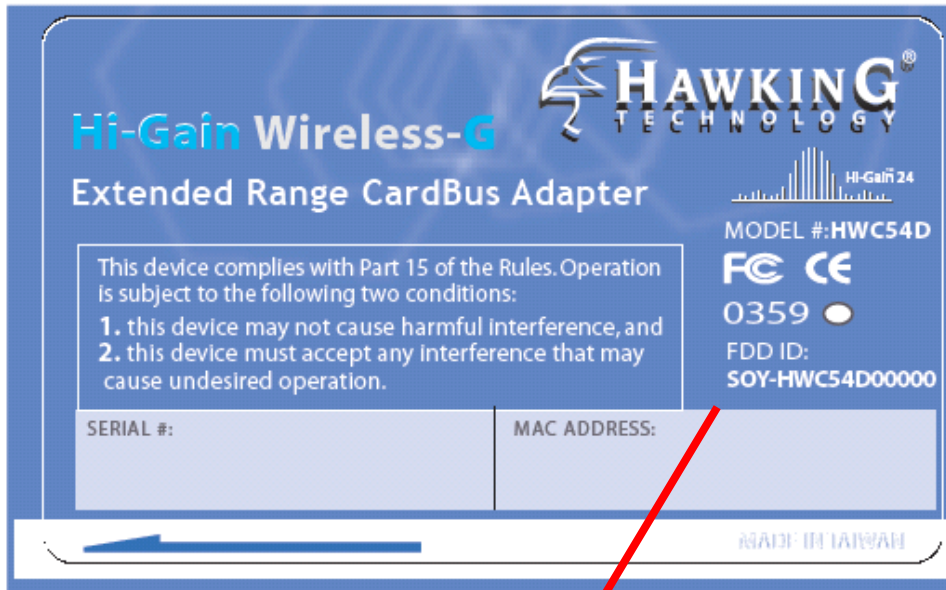 HAWKING®
TECHNOLOGY
Hi-Gain Wireless-G
Extended Range CardBus Adapter
Hi-Gain 24
MODEL #:HWC54D
FC CE
0359
FDD ID:
SOY-HWC54D00000
This device complies with Part 15 of the Rules. Operation
is subject to the following two conditions:
1. this device may not cause harmful interference, and
2. this device must accept any interference that may
cause undesired operation.
SERIAL #:
MAC ADDRESS:
MADE IN TAIWAN